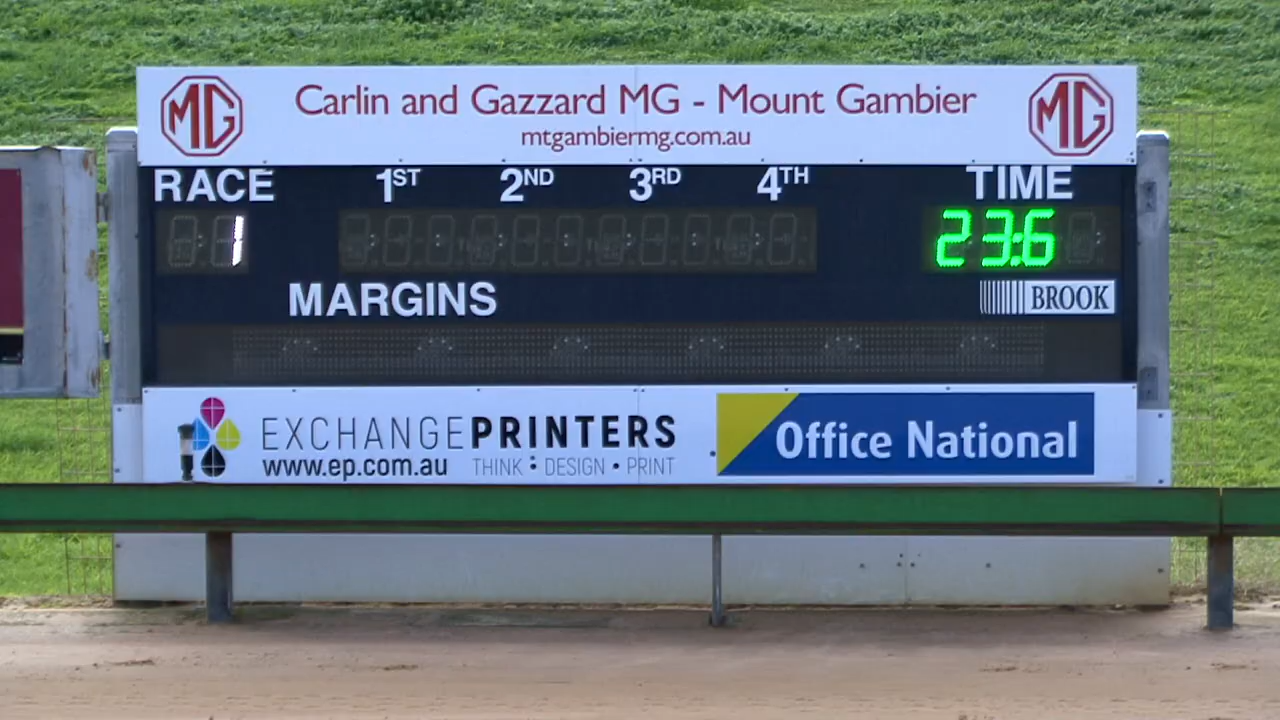 MG Carlin and Gazzard MG - Mount Gambier MG
mtgambiermg.com.au
RACE 1ST 2ND 3RD 4TH TIME
1 23:6
MARGINS BROOK
EXCHANGEPRINTERS Office National
www.ep.com.au THINK : DESIGN • PRINT